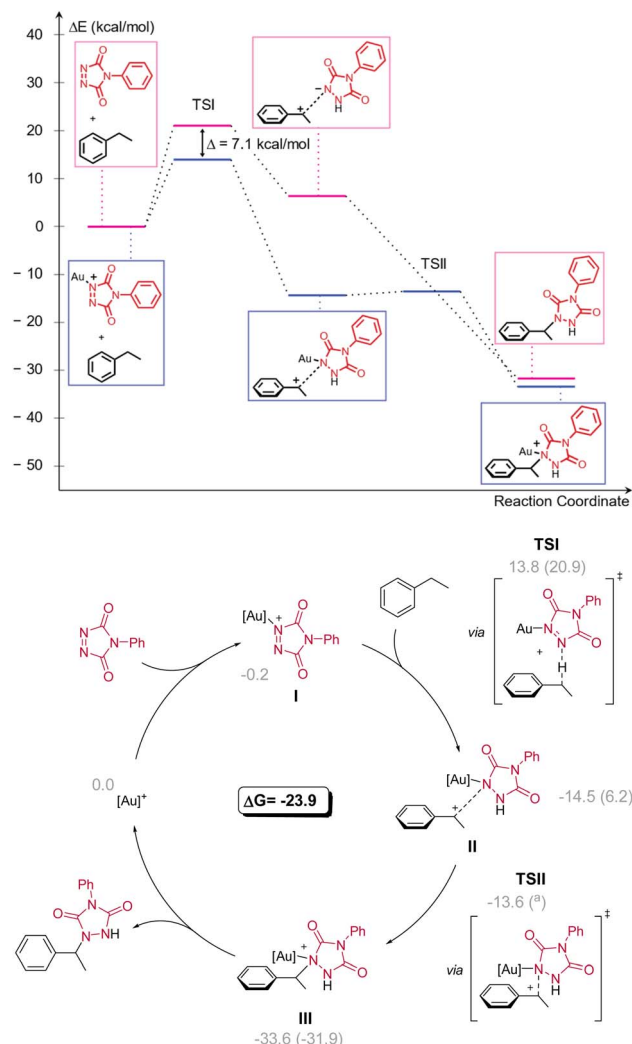 ΔE (kcal/mol)
40
30
20
10
0
− 10
− 20
− 30
− 40
− 50
O
N
N
N
O
+
TSI
Δ = 7.1 kcal/mol
O
−
N
N
N
H
O
+
Au
+
O
N
N
N
O
+
TSII
O
Au
N
N
N
H
O
+
O
N
N
N
H
O
O
Au
+
N
N
N
H
O
Reaction Coordinate
TSI
13.8 (20.9)
‡
via
O
Ph
Au
N
N
N
O
+
H
O
N
N
N
Ph
O
[Au]
+
O
N
N
N
Ph
O
-0.2
I
0.0
[Au]+
ΔG= -23.9
Ph
O
N
[Au]
N
O
N
H
+
-14.5 (6.2)
II
TSII
-13.6 (a)
‡
via
O
Ph
[Au]
N
N
N
H
O
+
Ph
O
N
O
N
NH
+
O
Ph
[Au]
N
N
N
H
O
III
-33.6 (-31.9)